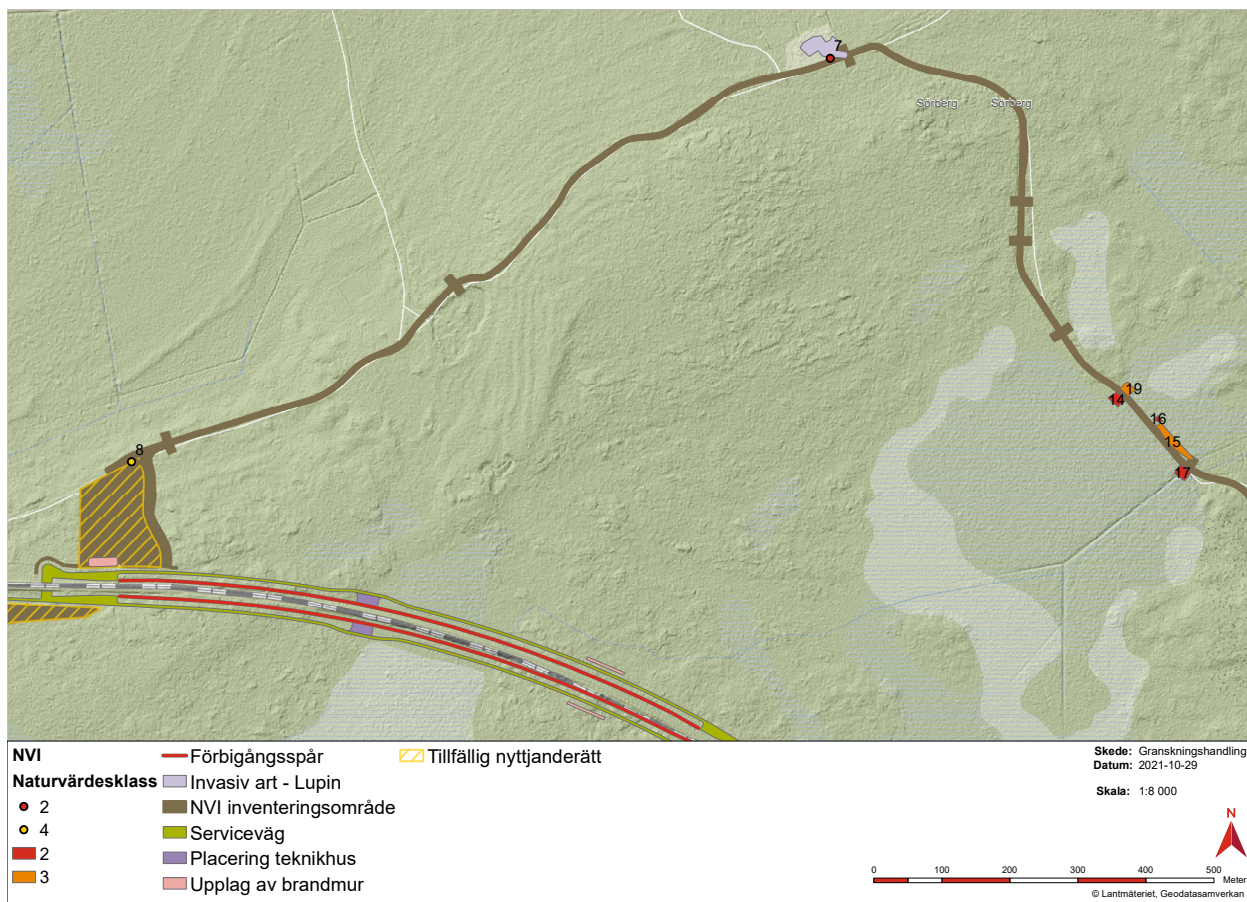 7
Sörberg Sörberg
19
14
16
15
17
8
NVI
Naturvärdesklass
2
4
2
3
Förbigångsspår
Invasiv art - Lupin
NVI inventeringsområde
Serviceväg
Placering teknikhus
Upplag av brandmur
Tillfällig nyttjanderätt
Skede: Granskningshandling
Datum: 2021-10-29
Skala: 1:8 000
N
0 100 200 300 400 500
Meter
© Lantmäteriet, Geodatasamverkan